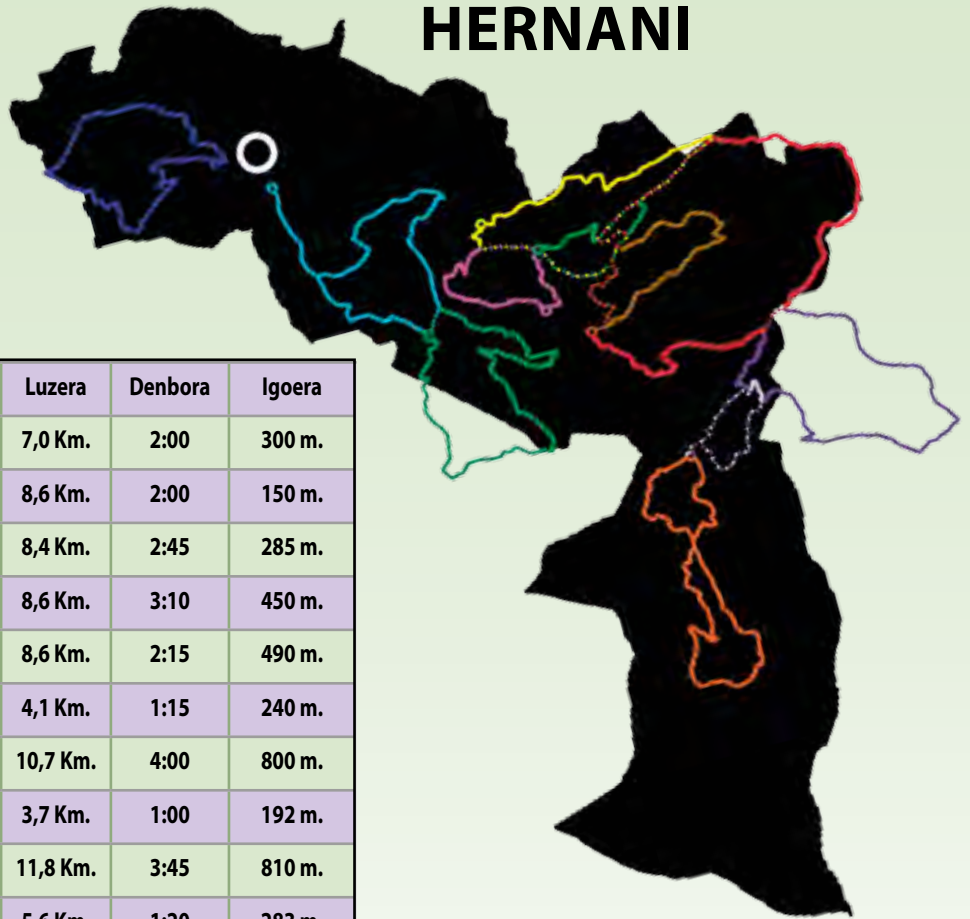 HERNANI
Luzera Denbora Igoera
7,0 Km. 2:00 300 m.
8,6 Km. 2:00 150 m.
8,4 Km. 2:45 285 m.
8,6 Km. 3:10 450 m.
8,6 Km. 2:15 490 m.
4,1 Km. 1:15 240 m.
10,7 Km. 4:00 800 m.
3,7 Km. 1:00 192 m.
11,8 Km. 3:45 810 m.